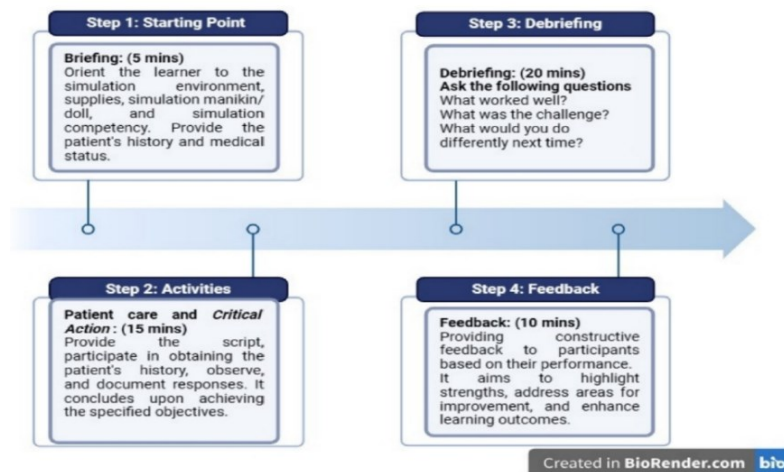 Step 1: Starting Point
Briefing: (5 mins)
Orient the learner to the
simulation environment,
supplies, simulation manikin/
doll, and simulation
competency. Provide the
patient's history and medical
status.
Step 2: Activities
Patient care and Critical
Action : (15 mins)
Provide the script,
participate in obtaining the
patient's history, observe,
and document responses. It
concludes upon achieving
the specified objectives.
Step 3: Debriefing
Debriefing: (20 mins)
Ask the following questions
What worked well?
What was the challenge?
What would you do
differently next time?
Step 4: Feedback
Feedback: (10 mins)
Providing constructive
feedback to participants
based on their performance.
It aims to highlight
strengths, address areas for
improvement, and enhance
learning outcomes.
Created in BioRender.com bio